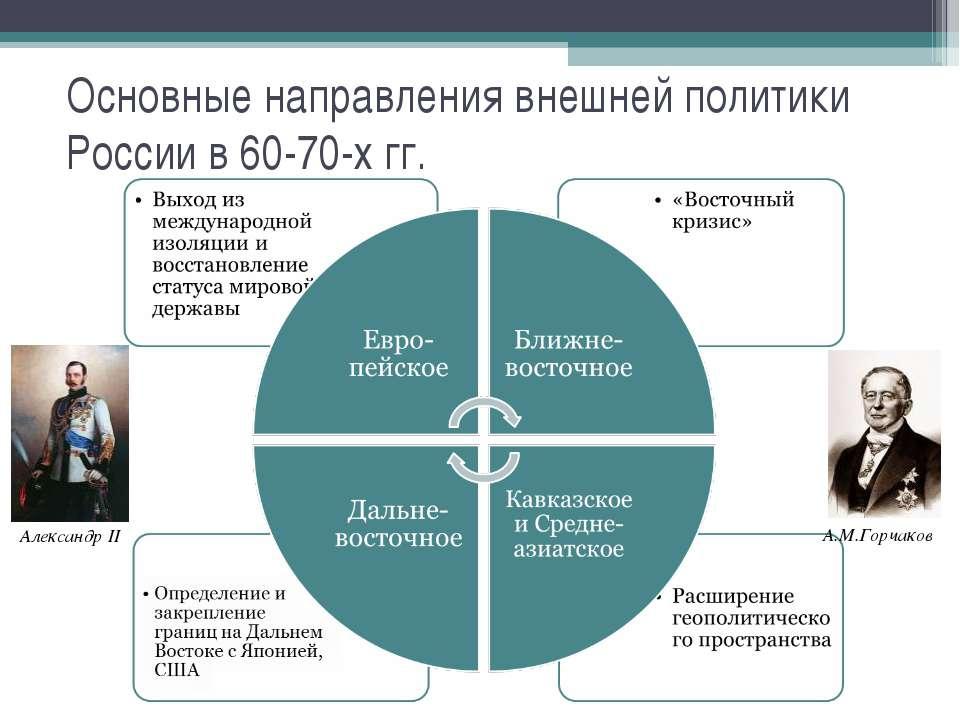 Основные направления внешней политики
России в 60-70-х гг.
• Выход из
международной
изоляции и
восстановление
статуса мировой
державы
• «Восточный
кризис»
Евро-
пейское
Ближне-
восточное
Дальне-
восточное
Кавказское
и Средне-
азиатское
Александр II
А.М.Горчаков
• Определение и
закрепление
границ на Дальнем
Востоке с Японией,
США
• Расширение
геополитическо
го пространства